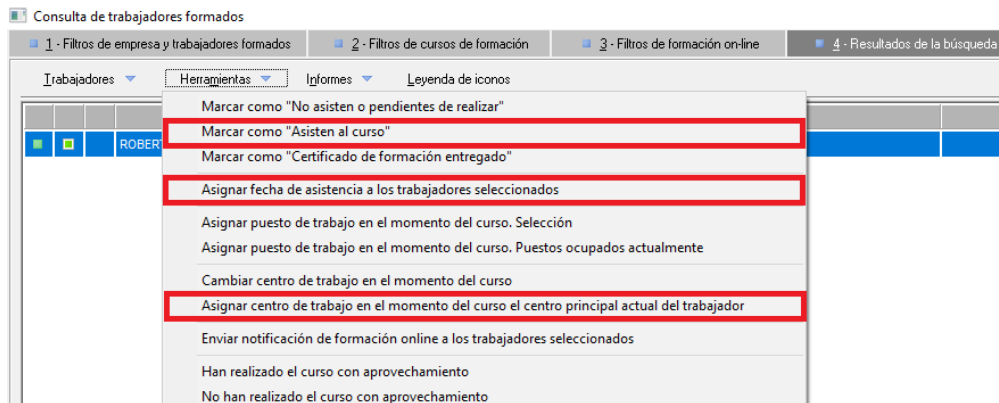 Consulta de trabajadores formados
1 - Filtros de empresa y trabajadores formados
2 - Filtros de cursos de formación
3 - Filtros de formación on-line
4 - Resultados de la búsqueda
Trabajadores
Herramientas
Informes
Leyenda de iconos
Marcar como "No asisten o pendientes de realizar"
Marcar como "Asisten al curso"
ROBER
Marcar como "Certificado de formación entregado"
Asignar fecha de asistencia a los trabajadores seleccionados
Asignar puesto de trabajo en el momento del curso. Selección
Asignar puesto de trabajo en el momento del curso. Puestos ocupados actualmente
Cambiar centro de trabajo en el momento del curso
Asignar centro de trabajo en el momento del curso el centro principal actual del trabajador
Enviar notificación de formación online a los trabajadores seleccionados
Han realizado el curso con aprovechamiento
No han realizado el curso con aprovechamiento